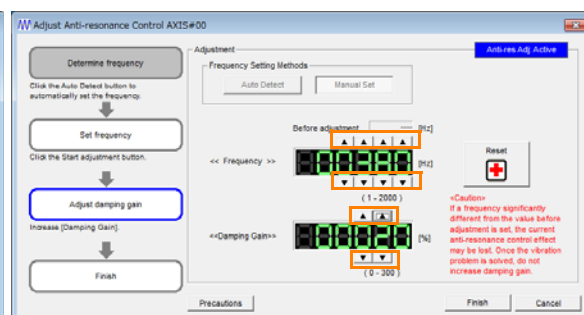 Adjust Anti-resonance Control AXIS#00
Determine frequency
Click the Auto Detect button to
automatically set the frequency.
Set frequency
Click the Start adjustment button.
Adjust damping gain
Increase [Damping Gain].
Finish
Adjustment
Anti-res Adj Active
Frequency Setting Methods
Auto Detect
Manual Set
Before adjustment --- [Hz]
<< Frequency >> 000380 [Hz]
( 1 - 2000 )
<<Damping Gain>> 000020 [%]
( 0 - 300 )
Reset
<Caution>
If a frequency significantly
different from the value before
adjustment is set, the current
anti-resonance control effect
may be lost. Once the vibration
problem is solved, do not
increase damping gain.
Precautions
Finish
Cancel